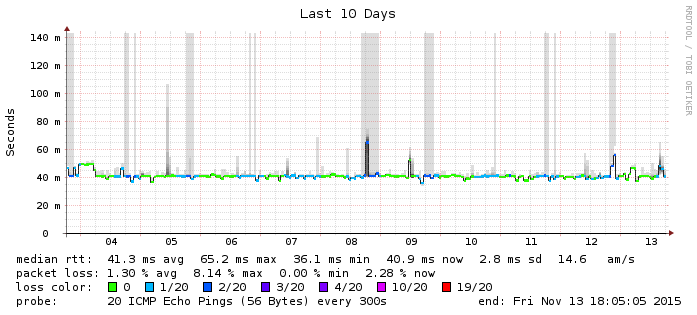 Last 10 Days
RRDTOOL / TOBI OETIKER
Seconds
140 m
120 m
100 m
80 m
60 m
40 m
20 m
0
04 05 06 07 08 09 10 11 12 13
median rtt: 41.3 ms avg 65.2 ms max 36.1 ms min 40.9 ms now 2.8 ms sd 14.6 am/s
packet loss: 1.30 % avg 8.14 % max 0.00 % min 2.28 % now
loss color: 0 1/20 2/20 3/20 4/20 10/20 19/20
probe: 20 ICMP Echo Pings (56 Bytes) every 300s end: Fri Nov 13 18:05:05 2015